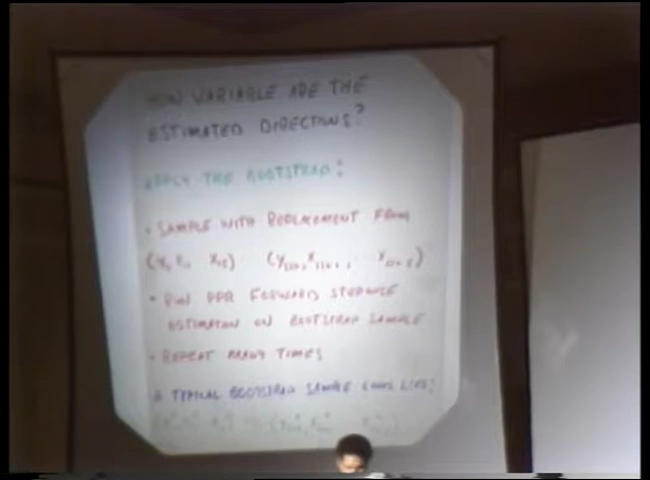 HOW VARIABLE ARE THE
ESTIMATED DIRECTIONS?
APPLY THE BOOTSTRAP:
• SAMPLE WITH REPLACEMENT FROM
• RUN PPR FORWARD STEPWISE
ESTIMATION ON BOOTSTRAP SAMPLE
• REPEAT MANY TIMES
A TYPICAL BOOTSTRAP SAMPLE LOOKS LIKE: